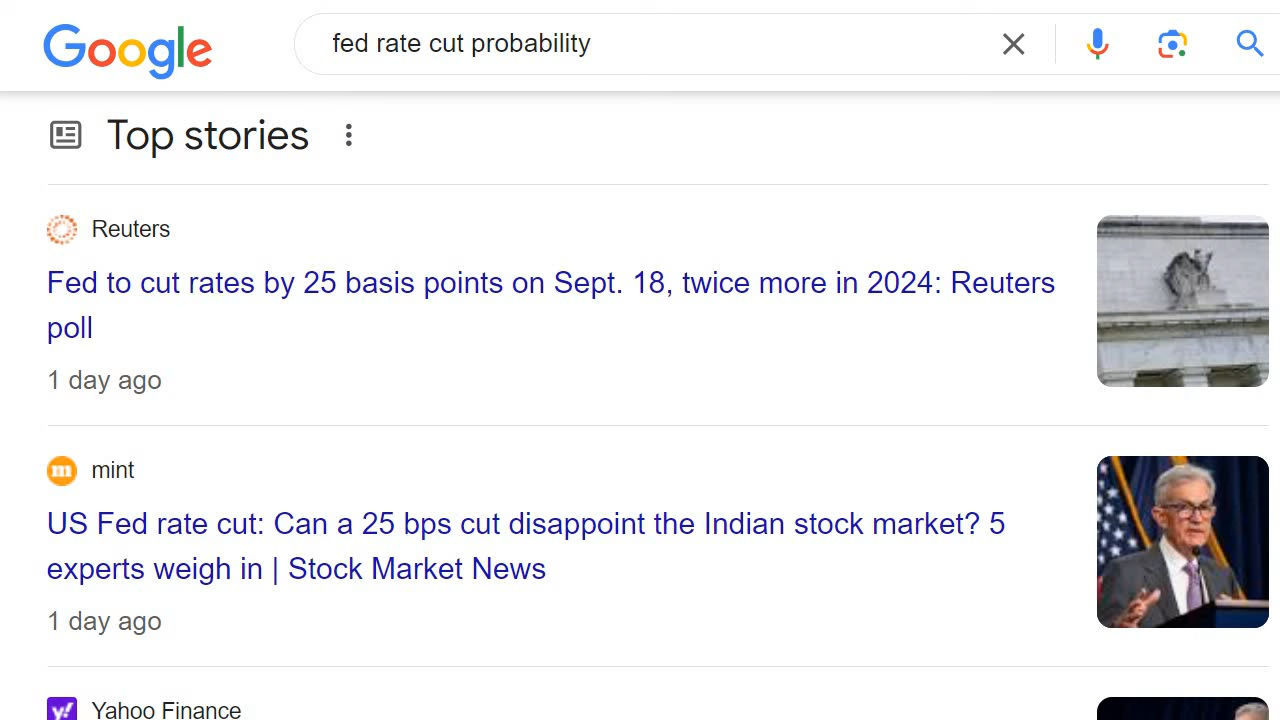 Google
fed rate cut probability
Top stories
Reuters
Fed to cut rates by 25 basis points on Sept. 18, twice more in 2024: Reuters
poll
1 day ago
m
mint
US Fed rate cut: Can a 25 bps cut disappoint the Indian stock market? 5
experts weigh in | Stock Market News
1 day ago
y!
Yahoo Finance